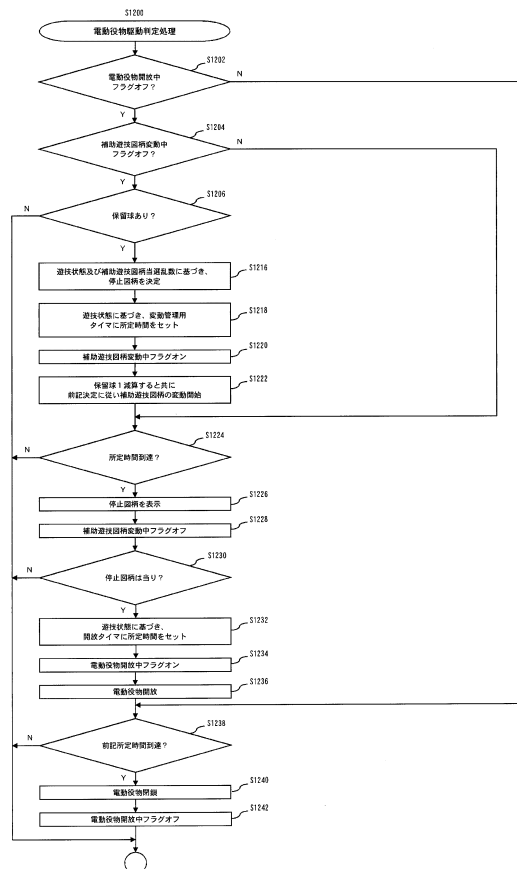 S1200
電動役物駆動判定処理
S1202
電動役物開放中
フラグオフ?
N
Y
S1204
補助遊技図柄変動中
フラグオフ?
N
Y
S1206
保留球あり?
N
Y
S1216
遊技状態及び補助遊技図柄当選乱数に基づき、
停止図柄を決定
S1218
遊技状態に基づき、変動管理用
タイマに所定時間をセット
S1220
補助遊技図柄変動中フラグオン
S1222
保留球1減算すると共に
前記決定に従い補助遊技図柄の変動開始
S1224
所定時間到達?
N
Y
S1226
停止図柄を表示
S1228
補助遊技図柄変動中フラグオフ
S1230
停止図柄は当り?
N
Y
S1232
遊技状態に基づき、
開放タイマに所定時間をセット
S1234
電動役物開放中フラグオン
S1236
電動役物開放
S1238
前記所定時間到達?
N
Y
S1240
電動役物閉鎖
S1242
電動役物開放中フラグオフ